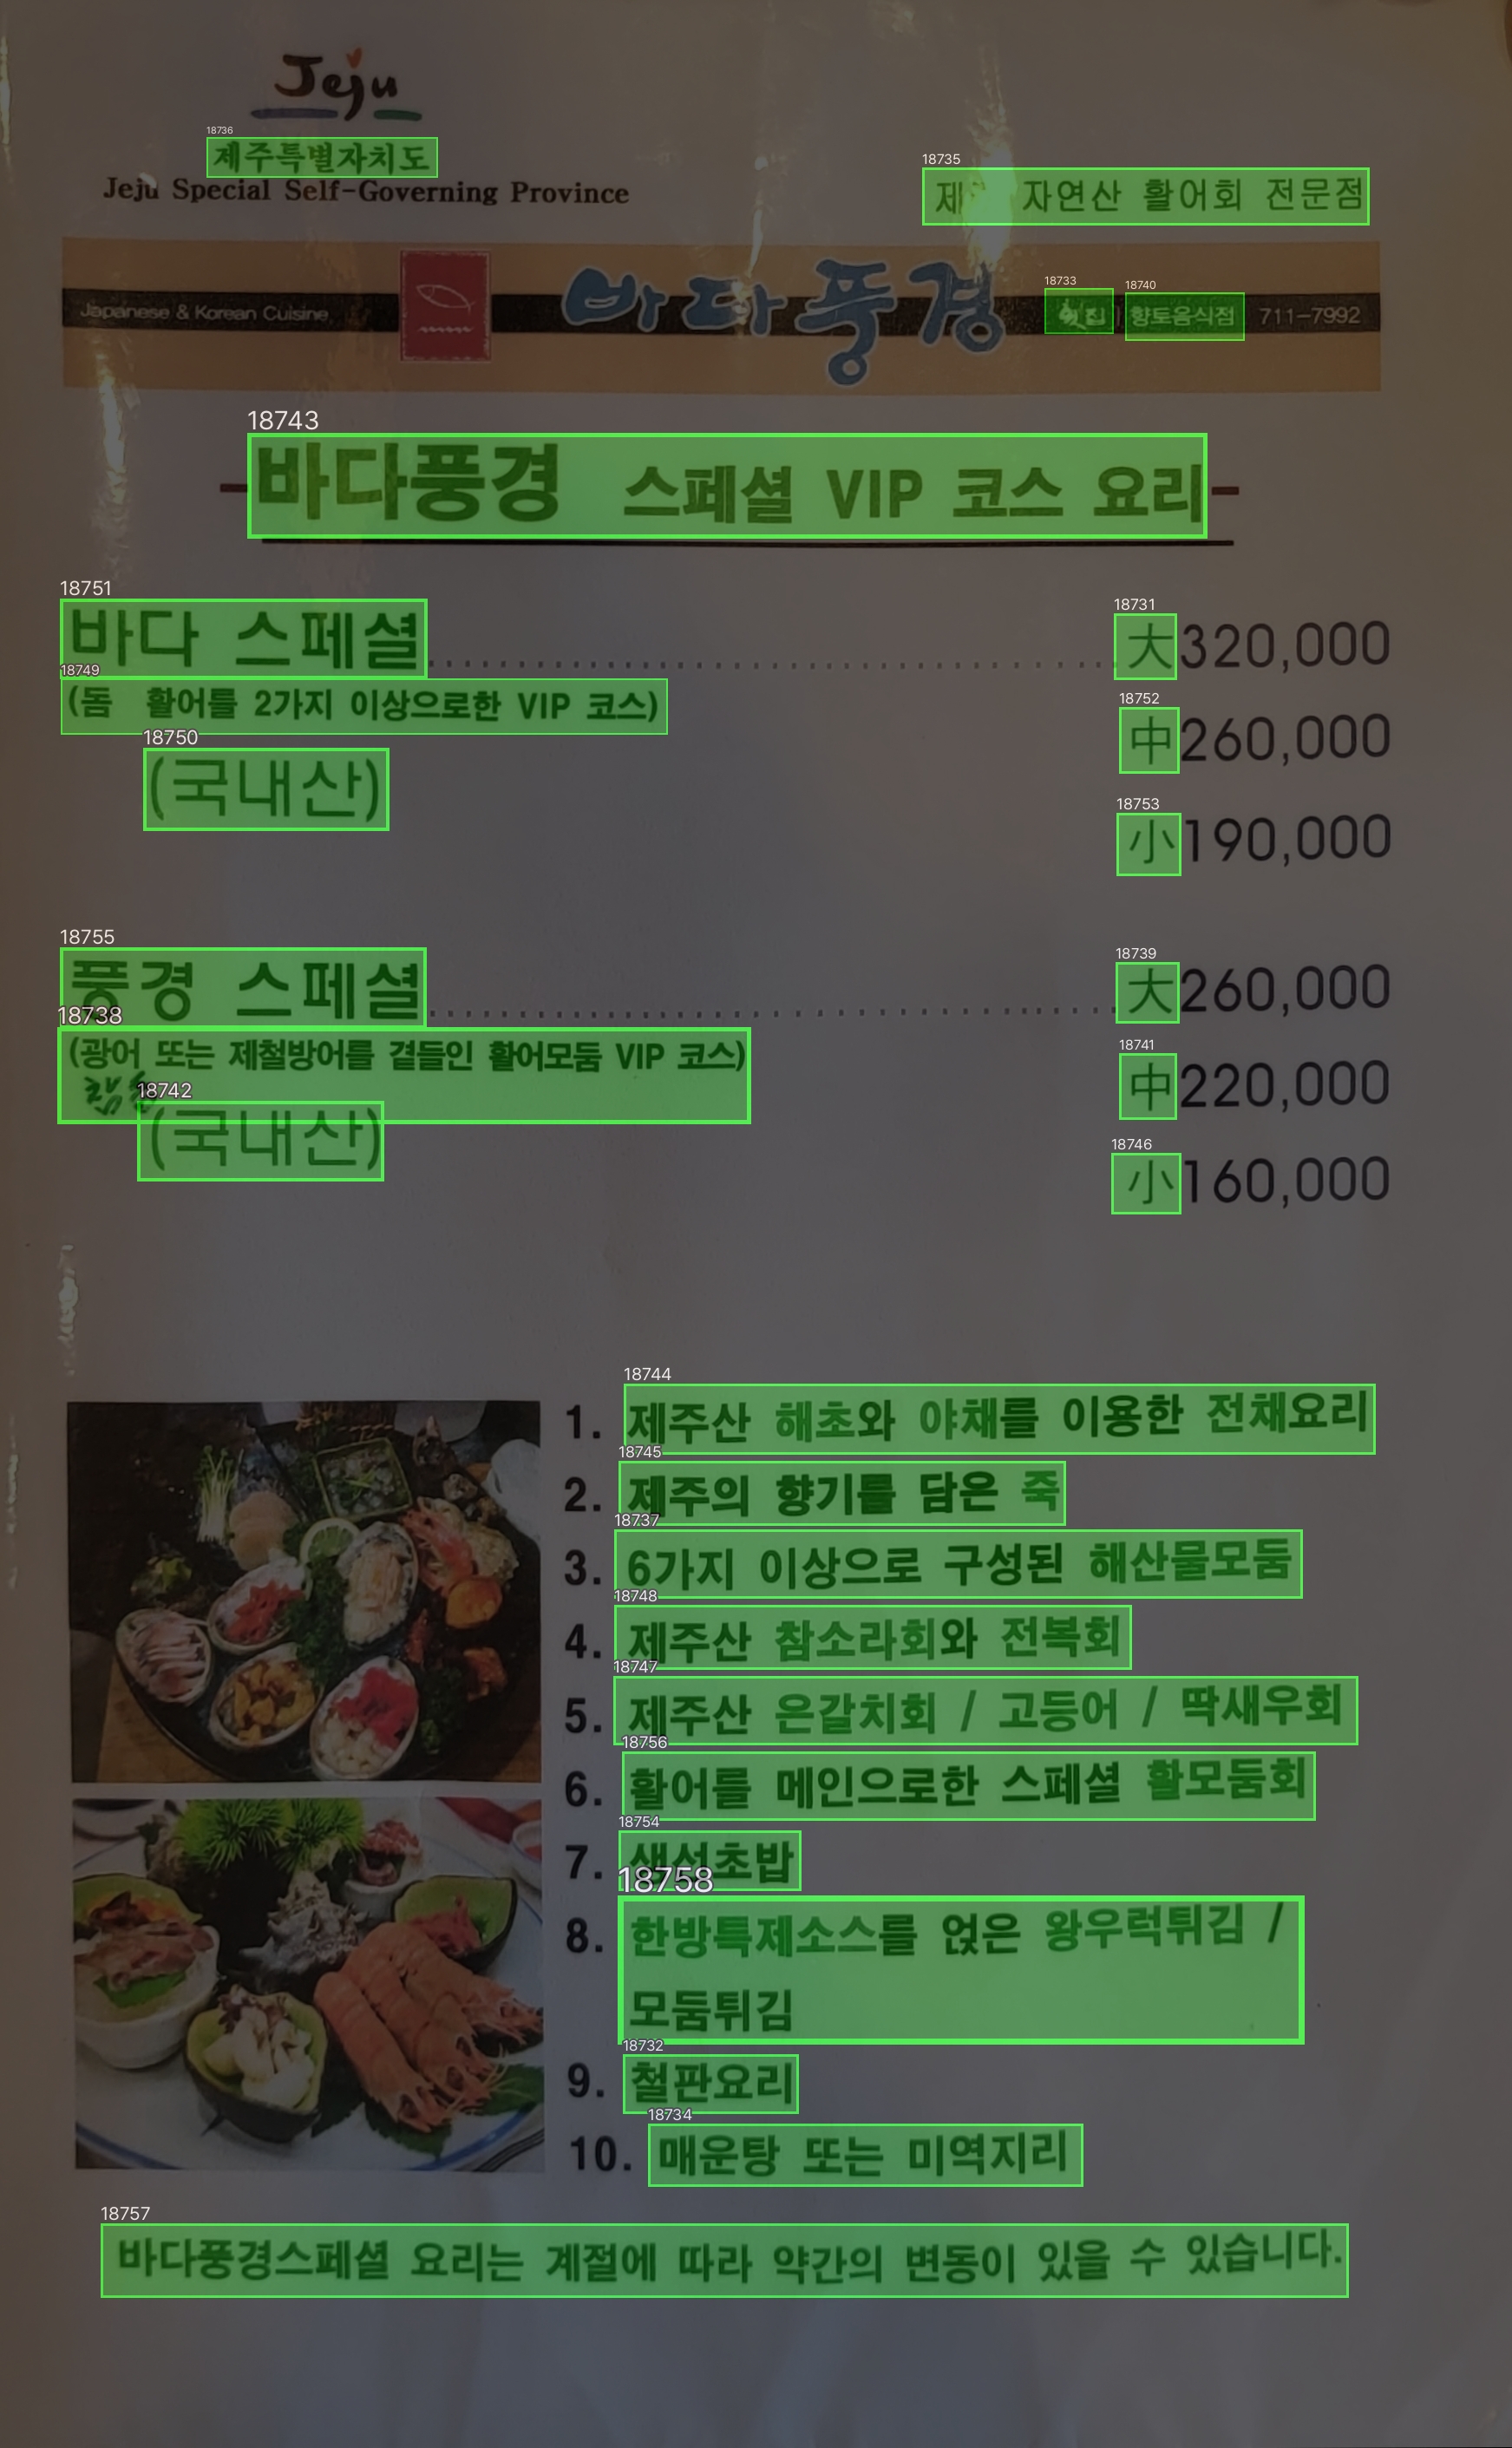 Jeju
제주특별자치도
Jeju Special Self-Governing Province
자연산 활어회 전문점
Japanese & Korean Cuisine 바다풍경 횟집 향토음식점 711-7992
-바다풍경 스페셜 VIP 코스 요리-
바다 스페셜 大320,000
(돔 활어를 2가지 이상으로한 VIP 코스)
中260,000
(국내산)
小190,000
풍경 스페셜 大260,000
(광어 또는 제철방어를 곁들인 활어모둠 VIP 코스)
中220,000
(국내산)
小160,000
1. 제주산 해초와 야채를 이용한 전채요리
2. 제주의 향기를 담은 죽
3. 6가지 이상으로 구성된 해산물모둠
4. 제주산 참소라회와 전복회
5. 제주산 은갈치회 / 고등어 / 딱새우회
6. 활어를 메인으로한 스페셜 활모둠회
7. 생선초밥
8. 한방특제소스를 얹은 왕우럭튀김 /
모둠튀김
9. 철판요리
10. 매운탕 또는 미역지리
바다풍경스페셜 요리는 계절에 따라 약간의 변동이 있을 수 있습니다.